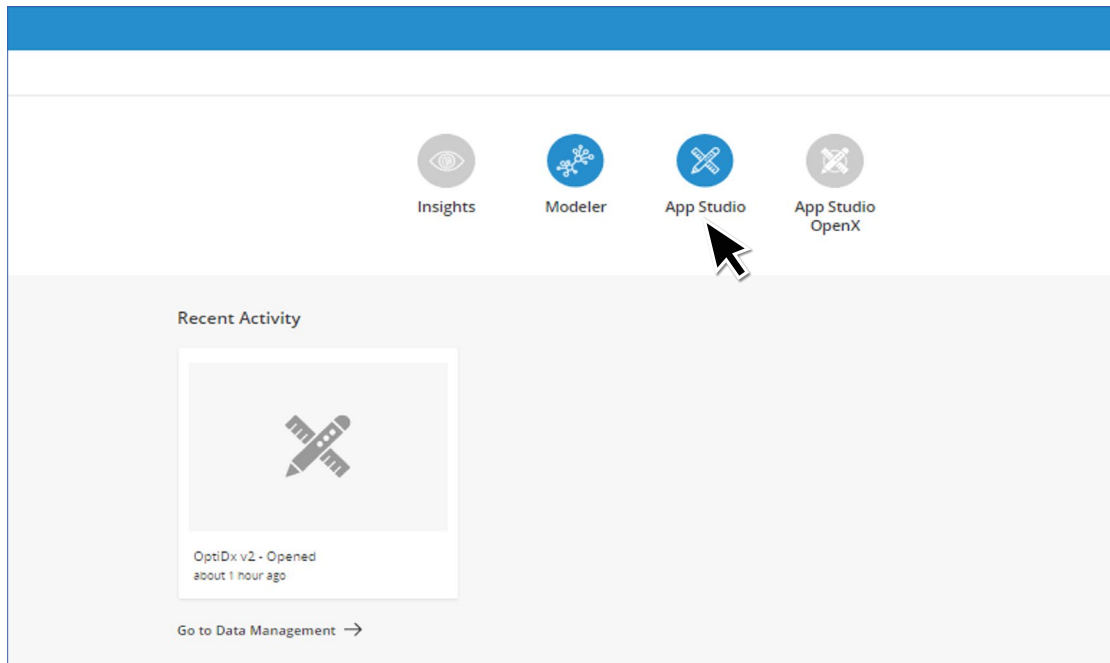 Insights
Modeler
App Studio
App Studio
OpenX
Recent Activity
OptiDx v2 - Opened
about 1 hour ago
Go to Data Management →